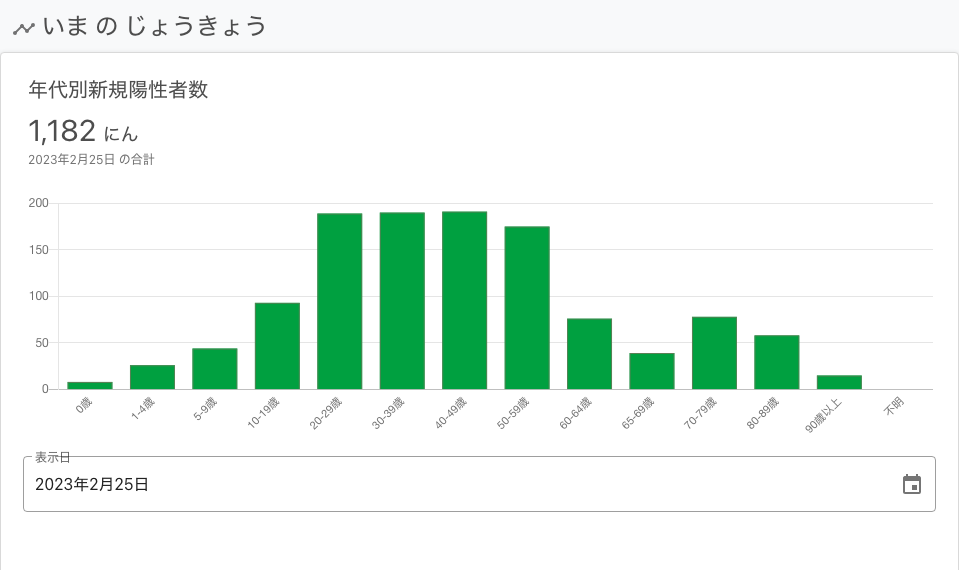 いま の じょうきょう
年代別新規陽性者数
1,182 にん
2023年2月25日 の合計
200
150
100
50
0
0歳
1-4歳
5-9歳
10-19歳
20-29歳
30-39歳
40-49歳
50-59歳
60-64歳
65-69歳
70-79歳
80-89歳
90歳以上
不明
表示日
2023年2月25日